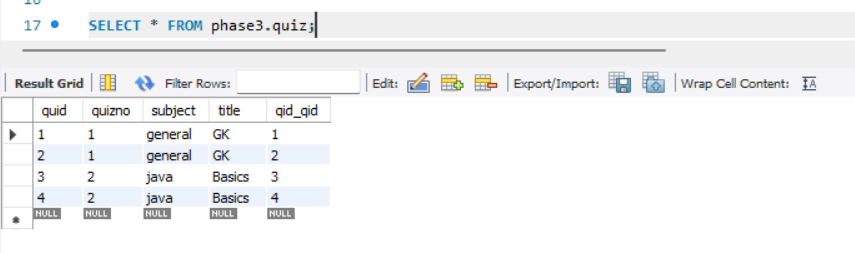 17 SELECT * FROM phase3.quiz;
Result Grid Filter Rows: Edit: Export/Import: Wrap Cell Content:
quid quizno subject title qid_qid
1 1 general GK 1
2 1 general GK 2
3 2 java Basics 3
4 2 java Basics 4
NULL NULL NULL NULL NULL